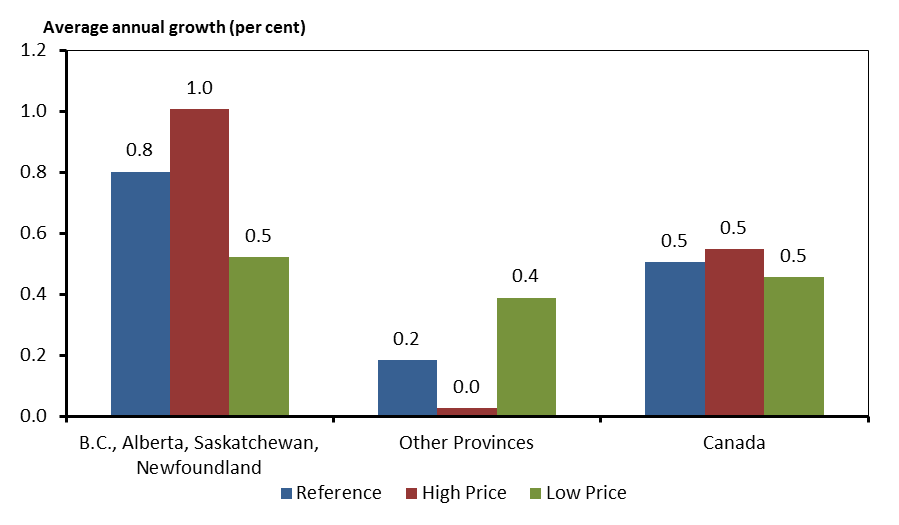 Average annual growth (per cent)
1.2
1.0
0.8
0.6
0.4
0.2
0.0
0.8
1.0
0.5
0.2
0.0
0.4
0.5
0.5
0.5
B.C., Alberta, Saskatchewan,
Newfoundland
Other Provinces
Canada
Reference
High Price
Low Price